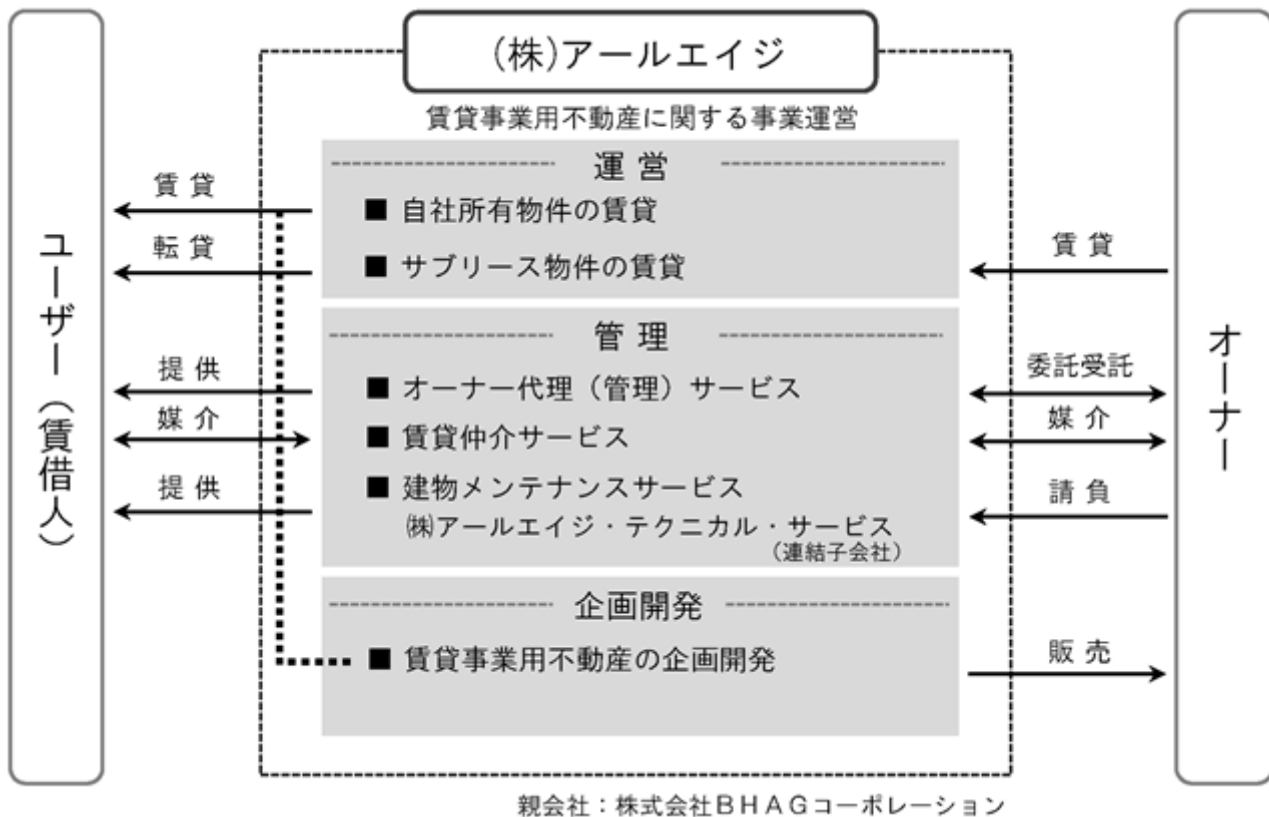 (株)アールエイジ
賃貸事業用不動産に関する事業運営
ユーザー（賃借人）
オーナー
運 営
■ 自社所有物件の賃貸
■ サブリース物件の賃貸
賃 貸
転 貸
賃 貸
管 理
■ オーナー代理（管理）サービス
■ 賃貸仲介サービス
■ 建物メンテナンスサービス
㈱アールエイジ・テクニカル・サービス
（連結子会社）
提 供
媒 介
提 供
委託受託
媒 介
請 負
企画開発
■ 賃貸事業用不動産の企画開発
販 売
親会社：株式会社ＢＨＡＧコーポレーション